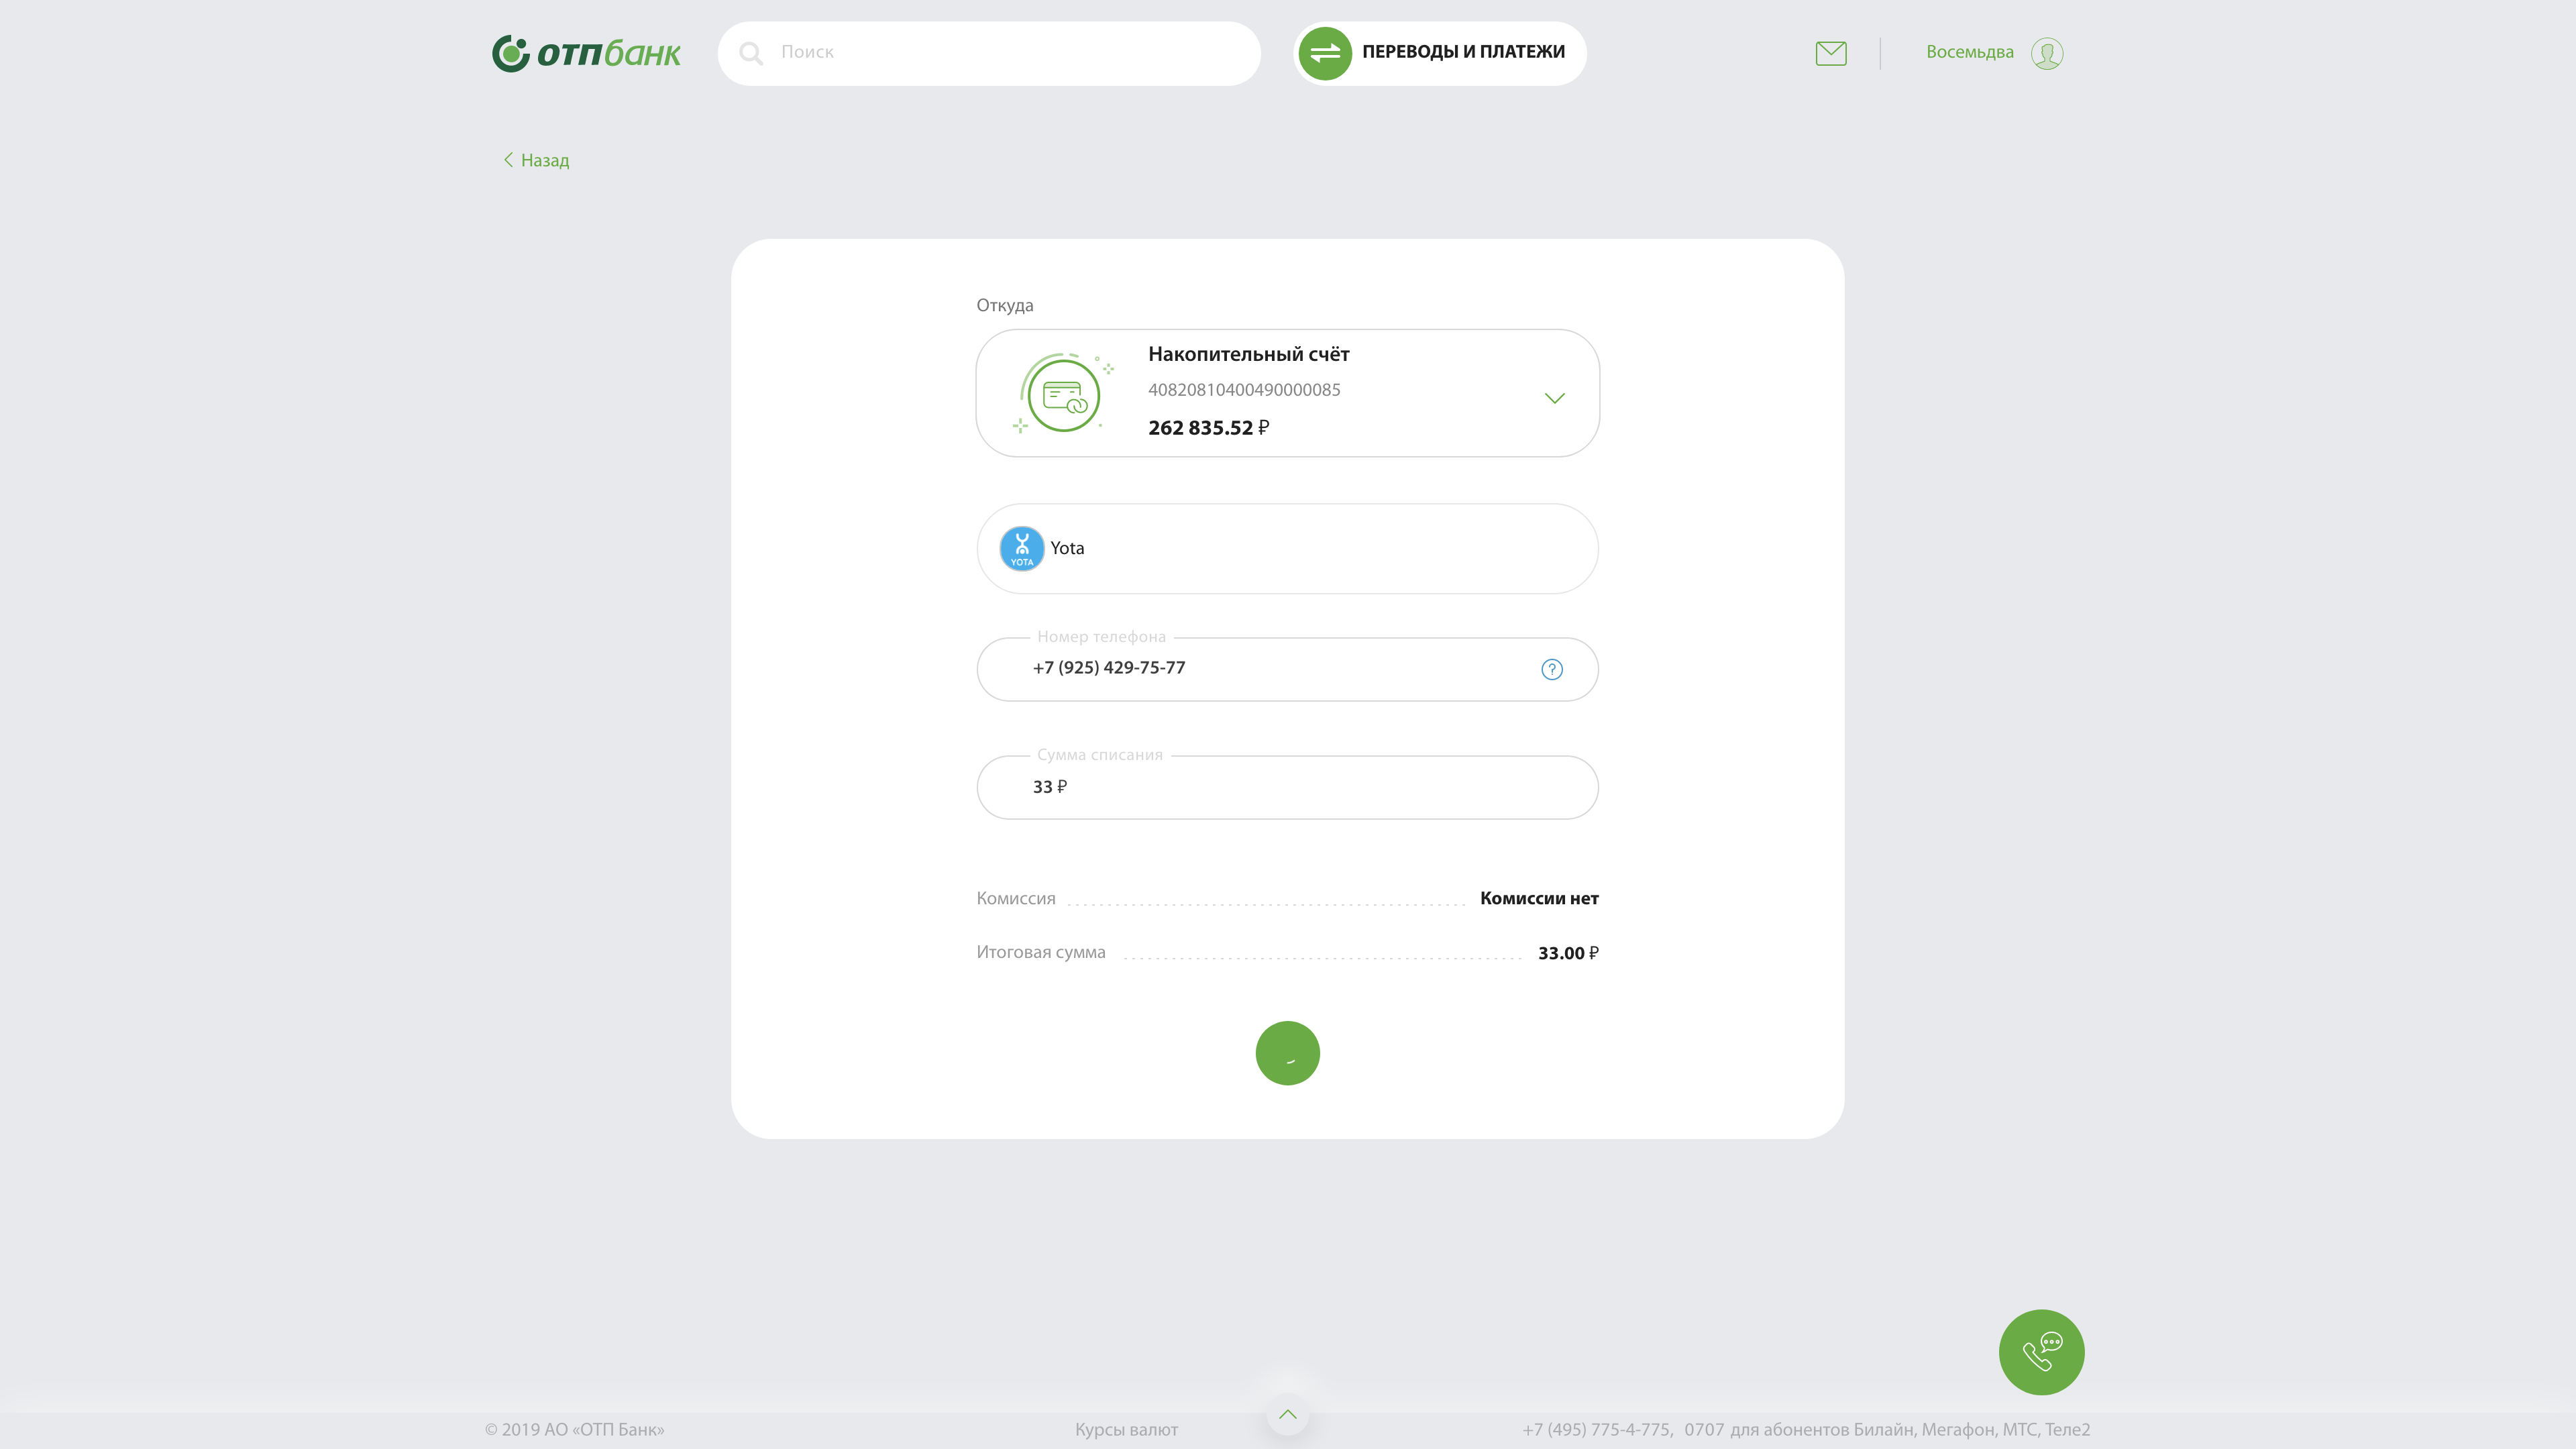 отпбанк
Поиск
ПЕРЕВОДЫ И ПЛАТЕЖИ
Восемьдва
Назад
Откуда
Накопительный счёт
40820810400490000085
262 835.52 ₽
YOTA
Yota
Номер телефона
+7 (925) 429-75-77
?
Сумма списания
33 ₽
Комиссия
Комиссии нет
Итоговая сумма
33.00 ₽
© 2019 АО «ОТП Банк»
Курсы валют
+7 (495) 775-4-775, 0707 для абонентов Билайн, Мегафон, МТС, Теле2